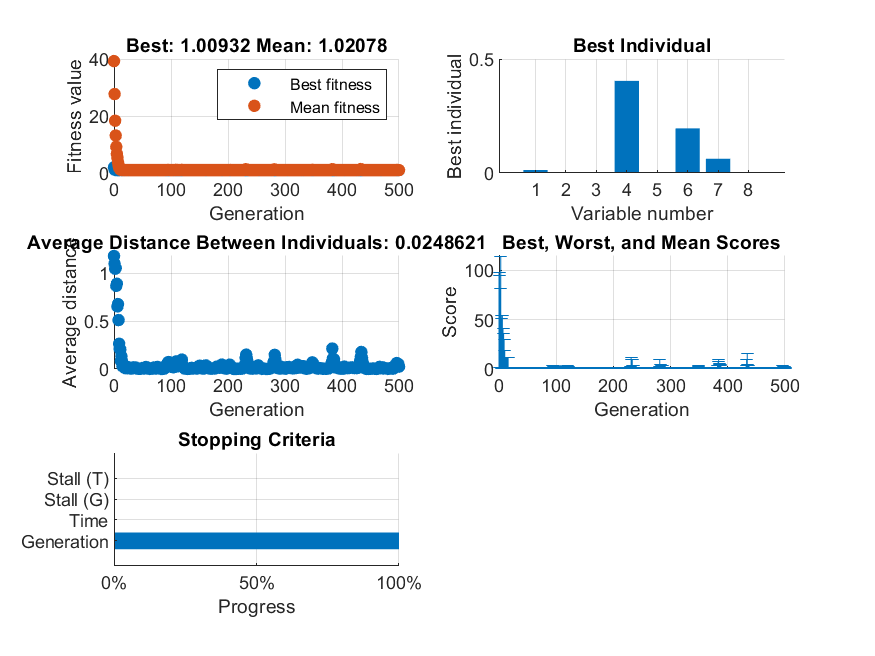 Best: 1.00932 Mean: 1.02078
Fitness value
40
20
0
Best fitness
Mean fitness
0 100 200 300 400 500
Generation
Best Individual
Best individual
0.5
0
1 2 3 4 5 6 7 8
Variable number
Average Distance Between Individuals: 0.0248621
Average distance
1
0.5
0
0 100 200 300 400 500
Generation
Best, Worst, and Mean Scores
Score
100
50
0
0 100 200 300 400 500
Generation
Stopping Criteria
Stall (T)
Stall (G)
Time
Generation
0% 50% 100%
Progress